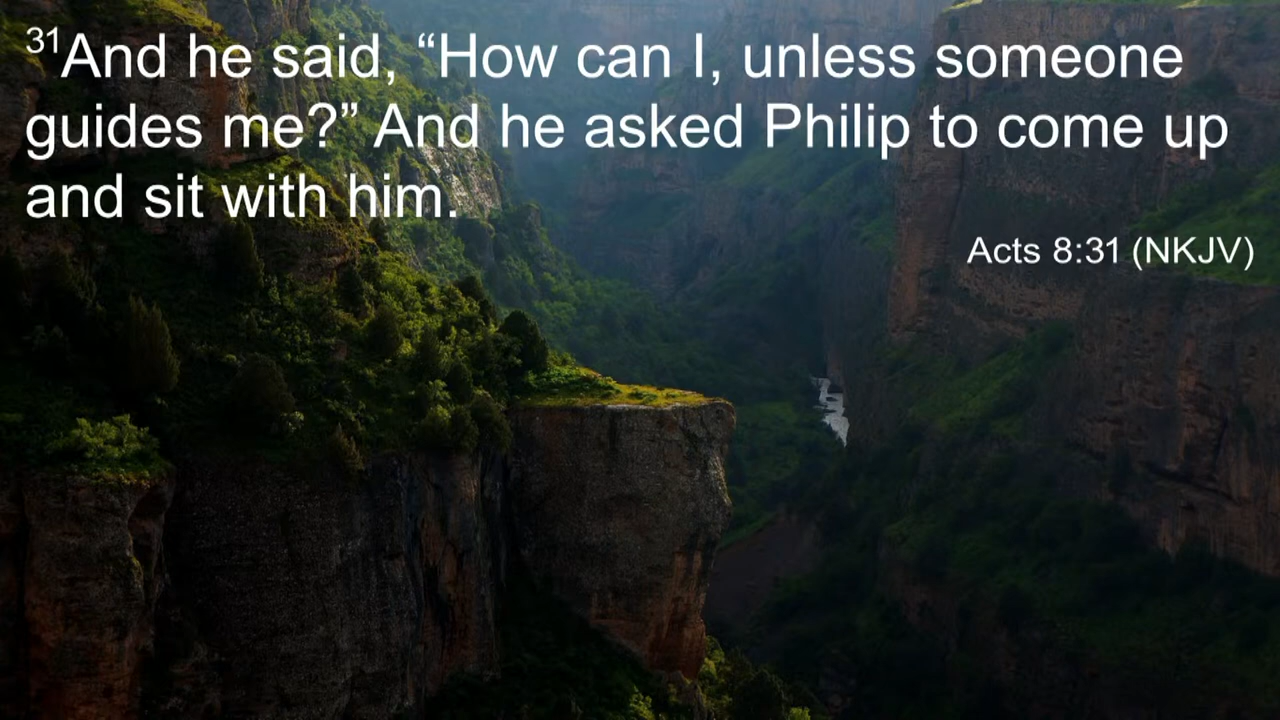 ³¹And he said, “How can I, unless someone
guides me?” And he asked Philip to come up
and sit with him.
Acts 8:31 (NKJV)